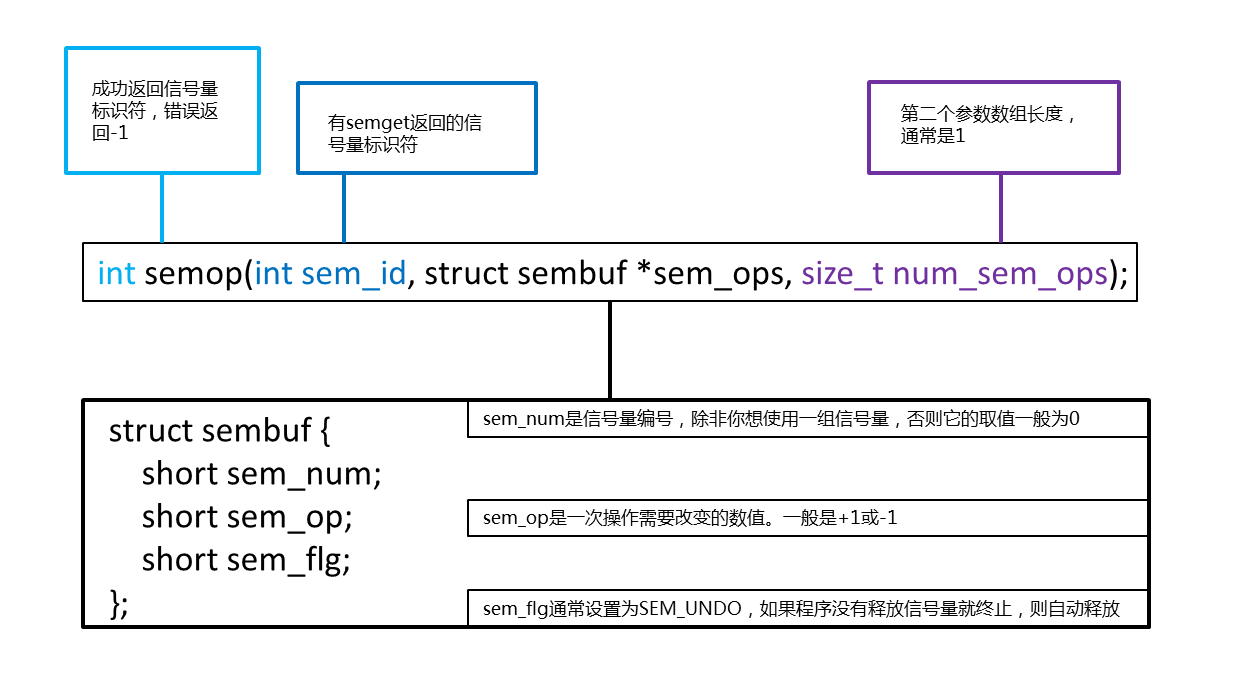 成功返回信号量
标识符，错误返
回-1
有semget返回的信
号量标识符
第二个参数数组长度，
通常是1
int semop(int sem_id, struct sembuf *sem_ops, size_t num_sem_ops);
struct sembuf {
sem_num是信号量编号，除非你想使用一组信号量，否则它的取值一般为0
short sem_num;
short sem_op;
sem_op是一次操作需要改变的数值。一般是+1或-1
short sem_flg;
};
sem_flg通常设置为SEM_UNDO，如果程序没有释放信号量就终止，则自动释放